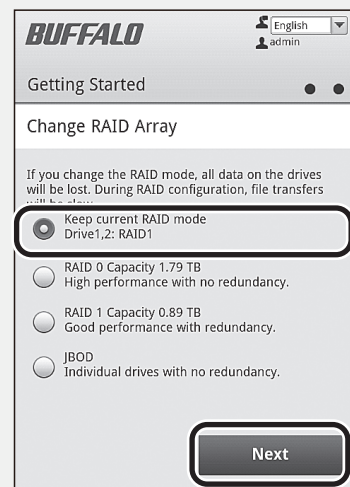 BUFFALO
English
admin
Getting Started
Change RAID Array
If you change the RAID mode, all data on the drives
will be lost. During RAID configuration, file transfers
will be slow.
Keep current RAID mode
Drive1,2: RAID1
RAID 0 Capacity 1.79 TB
High performance with no redundancy.
RAID 1 Capacity 0.89 TB
Good performance with redundancy.
JBOD
Individual drives with no redundancy.
Next